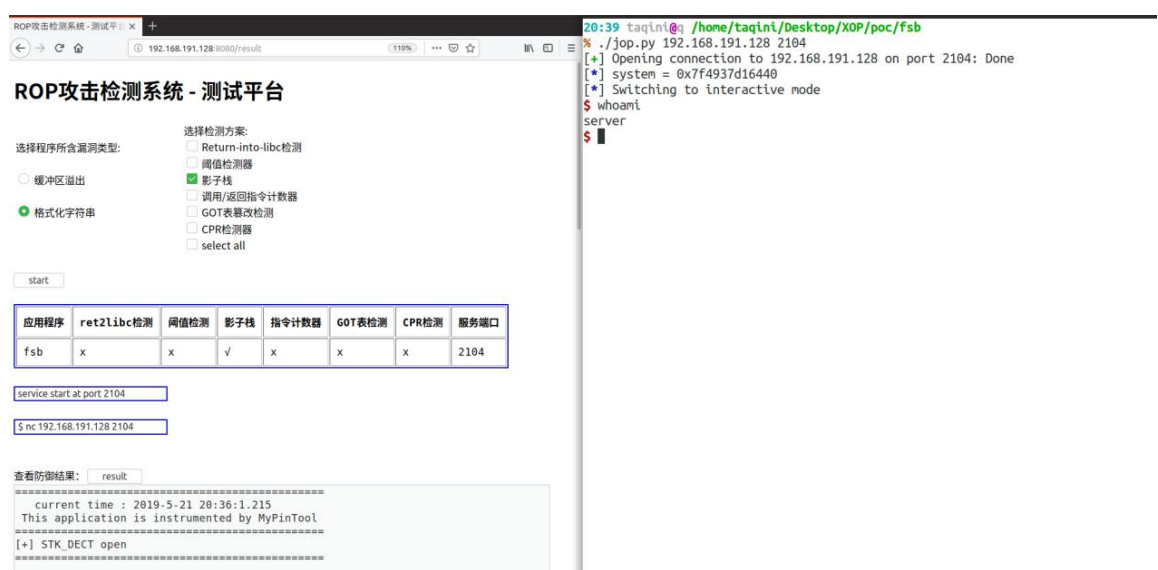 ROP攻击检测系统 - 测试平台 × +
192.168.191.128:8080/result 110%
ROP攻击检测系统 - 测试平台
选择程序所含漏洞类型:
缓冲区溢出
格式化字符串
选择检测方案:
Return-into-libc检测
阈值检测器
影子栈
调用/返回指令计数器
GOT表篡改检测
CPR检测器
select all
start
应用程序 ret2libc检测 阈值检测 影子栈 指令计数器 GOT表检测 CPR检测 服务端口
fsb x x √ x x x 2104
service start at port 2104
$ nc 192.168.191.128 2104
查看防御结果: result
===============================================
current time : 2019-5-21 20:36:1.215
This application is instrumented by MyPinTool
===============================================
[+] STK_DECT open
===============================================
20:39 taqini@q /home/taqini/Desktop/XOP/poc/fsb
% ./jop.py 192.168.191.128 2104
[+] Opening connection to 192.168.191.128 on port 2104: Done
[*] system = 0x7f4937d16440
[*] Switching to interactive mode
$ whoami
server
$